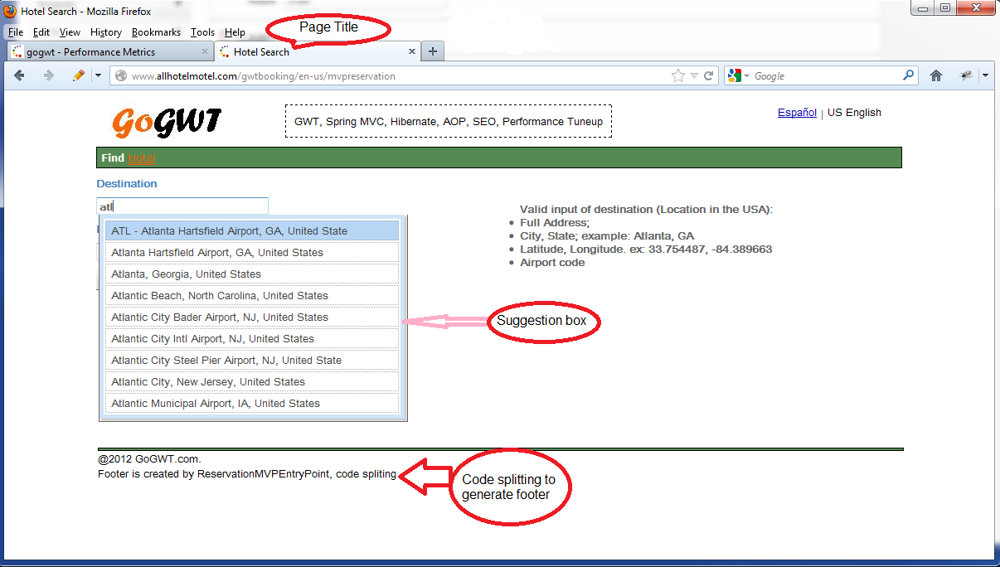 Hotel Search - Mozilla Firefox
File Edit View History Bookmarks Tools Help
Page Title
gogwt - Performance Metrics
Hotel Search
www.allhotelmotel.com/gwtbooking/en-us/mvpreservation
Google
GoGWT
GWT, Spring MVC, Hibernate, AOP, SEO, Performance Tuneup
Español | US English
Find Hotel
Destination
atl
ATL - Atlanta Hartsfield Airport, GA, United State
Atlanta Hartsfield Airport, GA, United States
Atlanta, Georgia, United States
Atlantic Beach, North Carolina, United States
Atlantic City Bader Airport, NJ, United States
Atlantic City Intl Airport, NJ, United States
Atlantic City Steel Pier Airport, NJ, United State
Atlantic City, New Jersey, United States
Atlantic Municipal Airport, IA, United States
Valid input of destination (Location in the USA):
Full Address;
City, State; example: Atlanta, GA
Latitude, Longitude. ex: 33.754487, -84.389663
Airport code
Suggestion box
@2012 GoGWT.com.
Footer is created by ReservationMVPEntryPoint, code spliting
Code splitting to
generate footer